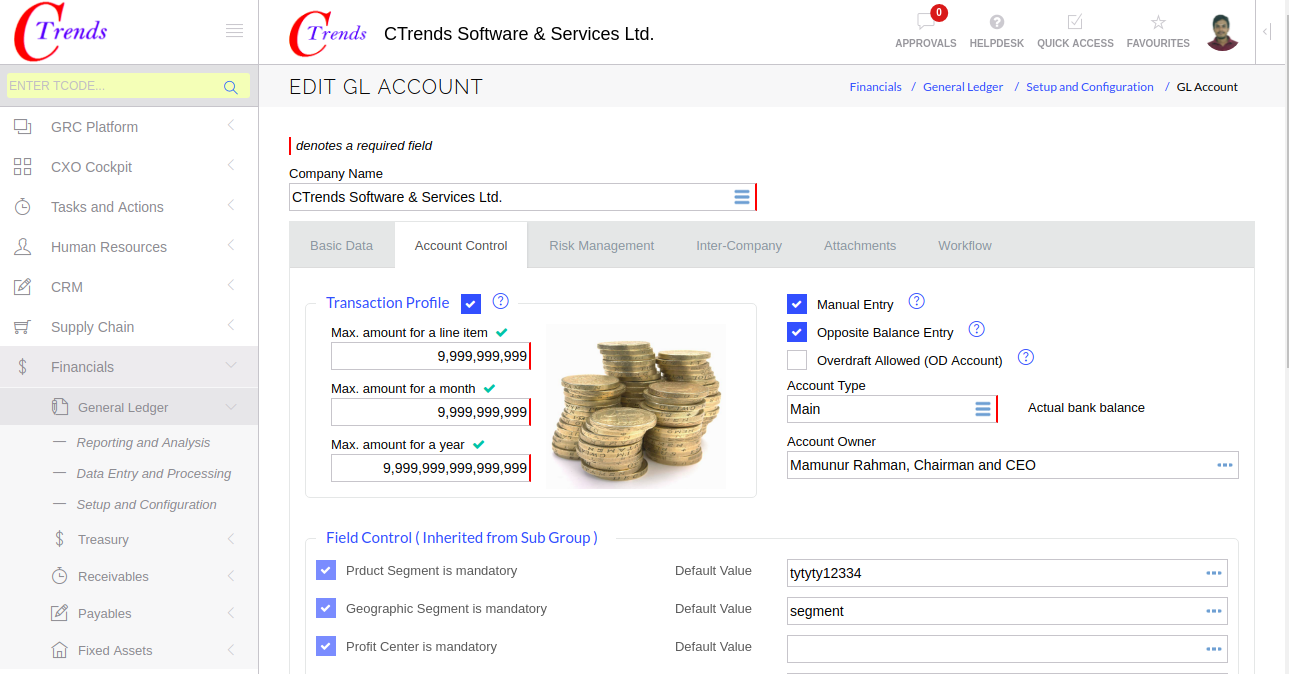 CTrends
ENTER TCODE...
GRC Platform
CXO Cockpit
Tasks and Actions
Human Resources
CRM
Supply Chain
Financials
General Ledger
Reporting and Analysis
Data Entry and Processing
Setup and Configuration
Treasury
Receivables
Payables
Fixed Assets
CTrends CTrends Software & Services Ltd.
0
APPROVALS HELPDESK QUICK ACCESS FAVOURITES
EDIT GL ACCOUNT
Financials / General Ledger / Setup and Configuration / GL Account
denotes a required field
Company Name
CTrends Software & Services Ltd.
Basic Data Account Control Risk Management Inter-Company Attachments Workflow
Transaction Profile ?
Max. amount for a line item
9,999,999,999
Max. amount for a month
9,999,999,999
Max. amount for a year
9,999,999,999,999,999
Manual Entry ?
Opposite Balance Entry ?
Overdraft Allowed (OD Account) ?
Account Type
Main Actual bank balance
Account Owner
Mamunur Rahman, Chairman and CEO
Field Control ( Inherited from Sub Group )
Prduct Segment is mandatory Default Value tytyty12334
Geographic Segment is mandatory Default Value segment
Profit Center is mandatory Default Value